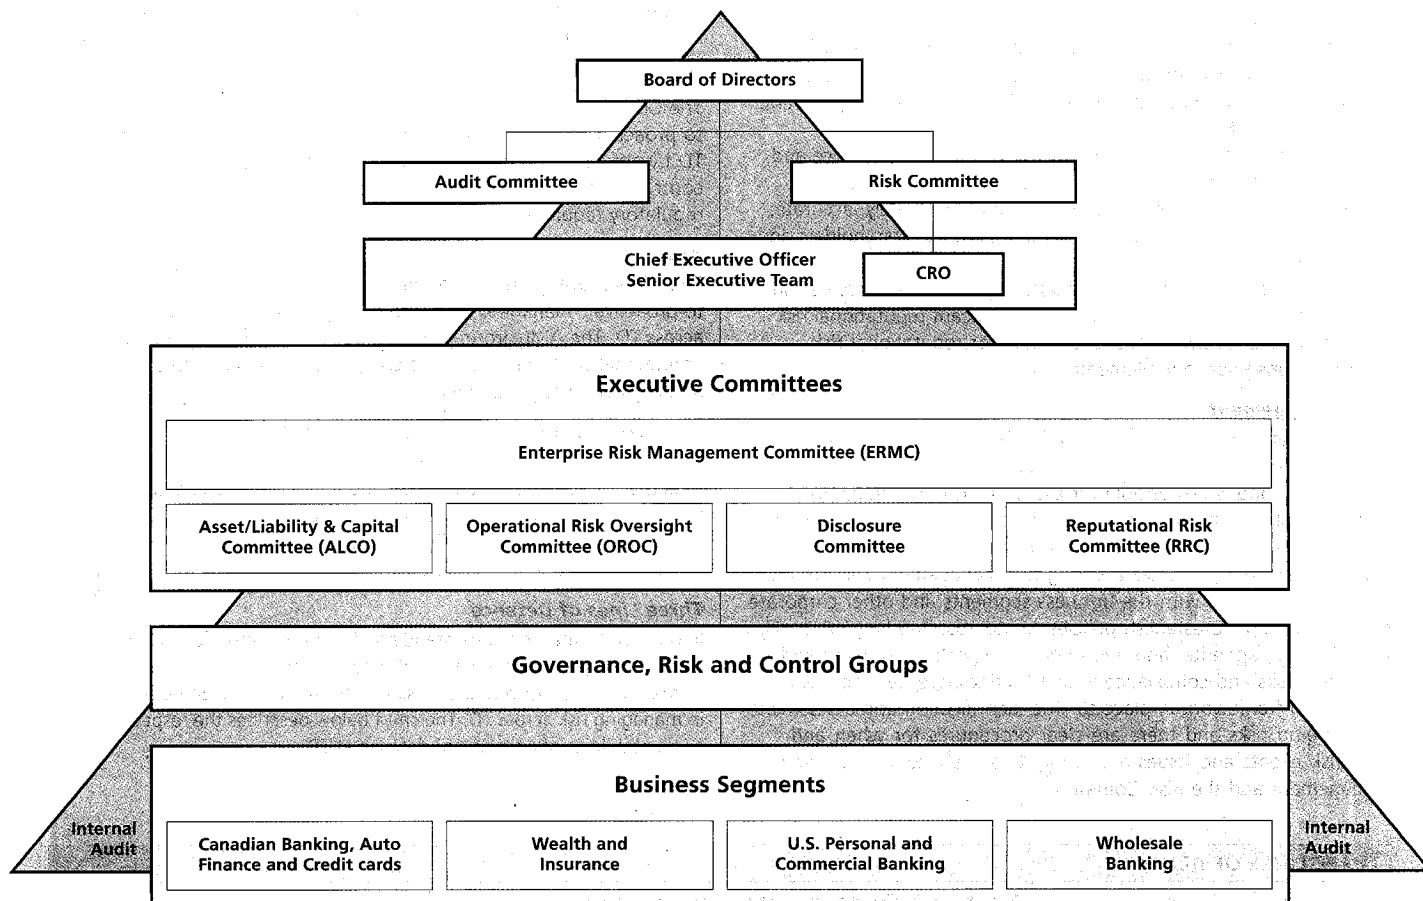 Board of Directors
Audit Committee
Risk Committee
Chief Executive Officer
Senior Executive Team
CRO
Executive Committees
Enterprise Risk Management Committee (ERMC)
Asset/Liability & Capital
Committee (ALCO)
Operational Risk Oversight
Committee (OROC)
Disclosure
Committee
Reputational Risk
Committee (RRC)
Governance, Risk and Control Groups
Business Segments
Internal
Audit
Canadian Banking, Auto
Finance and Credit cards
Wealth and
Insurance
U.S. Personal and
Commercial Banking
Wholesale
Banking
Internal
Audit